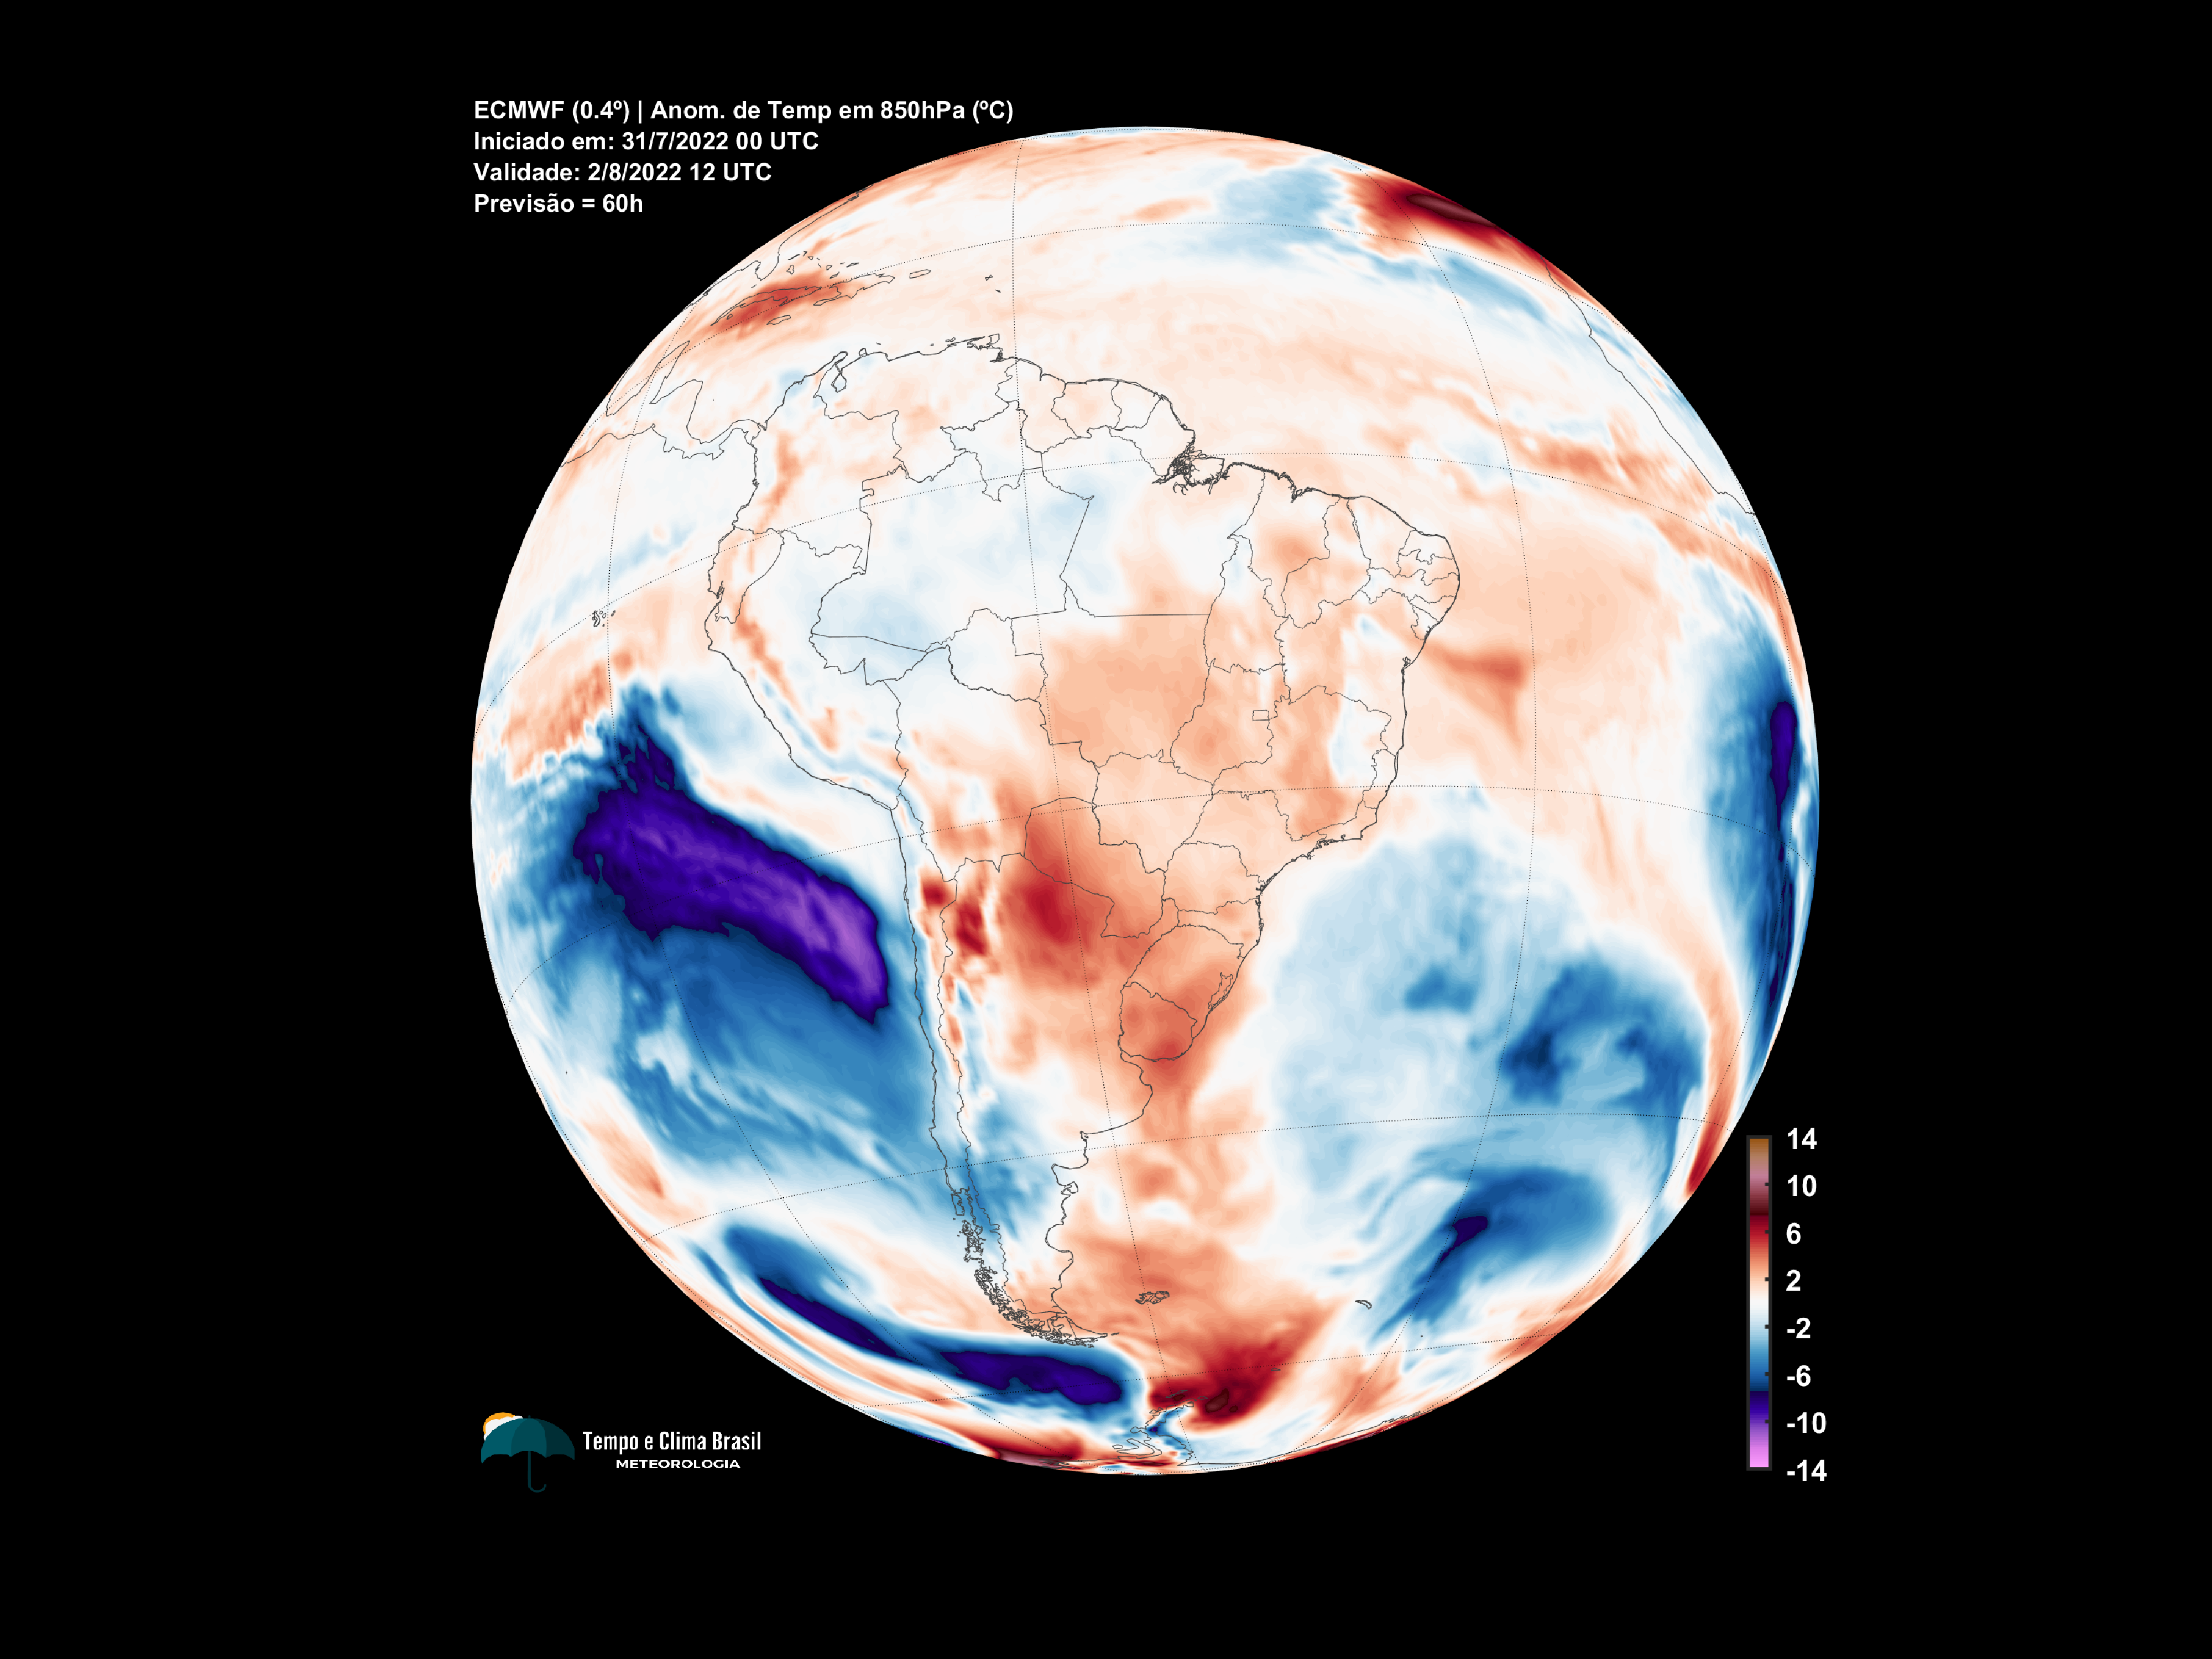 ECMWF (0.4º) | Anom. de Temp em 850hPa (ºC)
Iniciado em: 31/7/2022 00 UTC
Validade: 2/8/2022 12 UTC
Previsão = 60h
14
10
6
2
-2
-6
-10
-14
Tempo e Clima Brasil
METEOROLOGIA